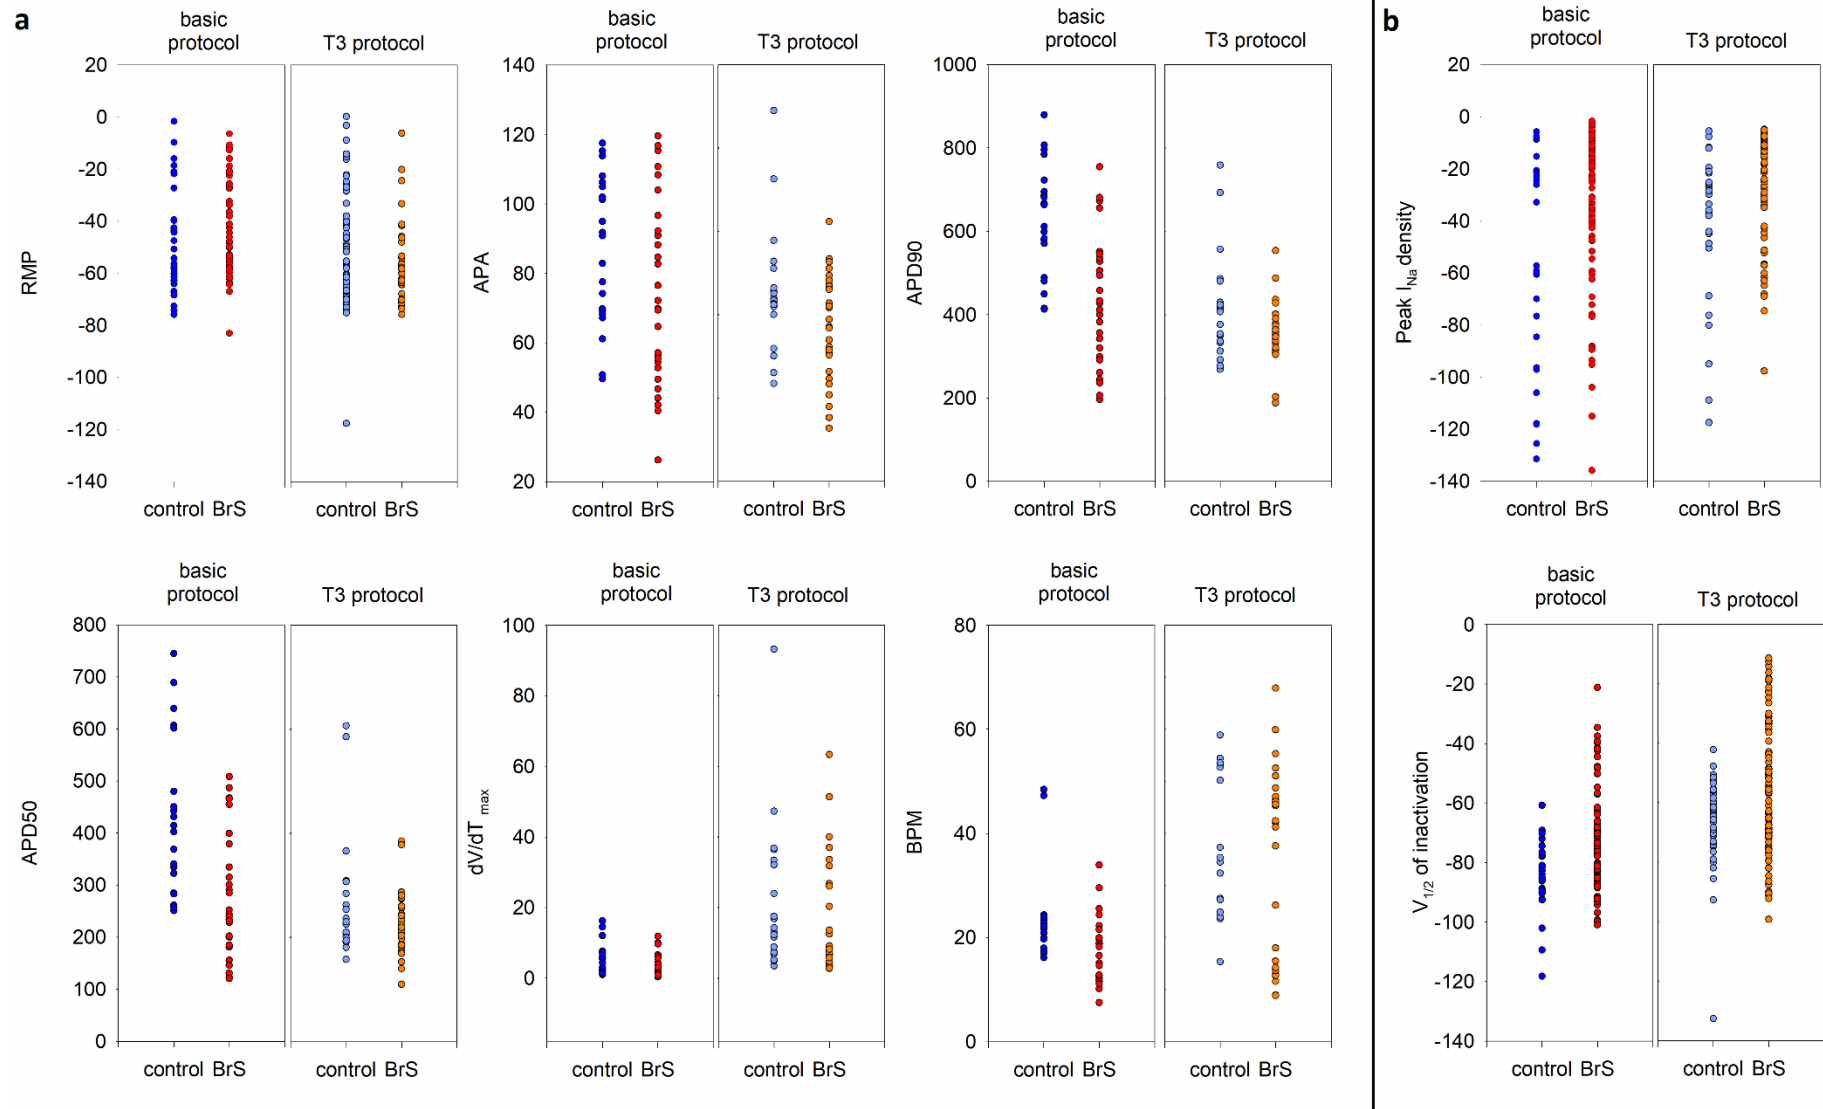 a
basic
protocol
T3 protocol
RMP
20
0
-20
-40
-60
-80
-100
-120
-140
control BrS
control BrS
basic
protocol
T3 protocol
APA
140
120
100
80
60
40
20
control BrS
control BrS
basic
protocol
T3 protocol
APD90
1000
800
600
400
200
0
control BrS
control BrS
b
basic
protocol
T3 protocol
Peak INa density
20
0
-20
-40
-60
-80
-100
-120
-140
control BrS
control BrS
basic
protocol
T3 protocol
APD50
800
700
600
500
400
300
200
100
0
control BrS
control BrS
basic
protocol
T3 protocol
dV/dT max
100
80
60
40
20
0
control BrS
control BrS
basic
protocol
T3 protocol
BPM
80
60
40
20
0
control BrS
control BrS
basic
protocol
T3 protocol
V1/2 of inactivation
0
-20
-40
-60
-80
-100
-120
-140
control BrS
control BrS